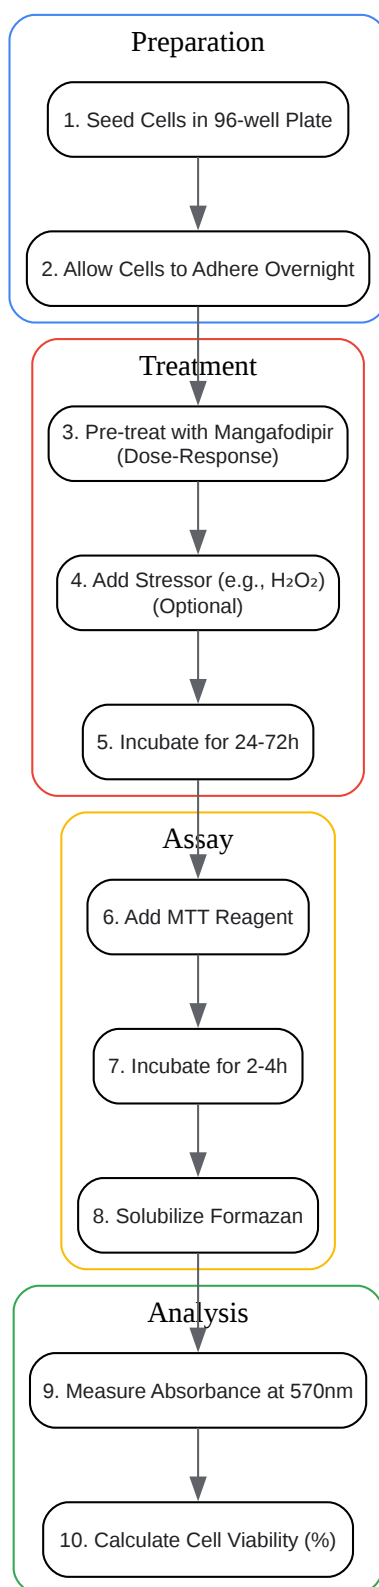 Preparation
1. Seed Cells in 96-well Plate
2. Allow Cells to Adhere Overnight
Treatment
3. Pre-treat with Mangafodipir
(Dose-Response)
4. Add Stressor (e.g., H₂O₂)
(Optional)
5. Incubate for 24-72h
Assay
6. Add MTT Reagent
7. Incubate for 2-4h
8. Solubilize Formazan
Analysis
9. Measure Absorbance at 570nm
10. Calculate Cell Viability (%)